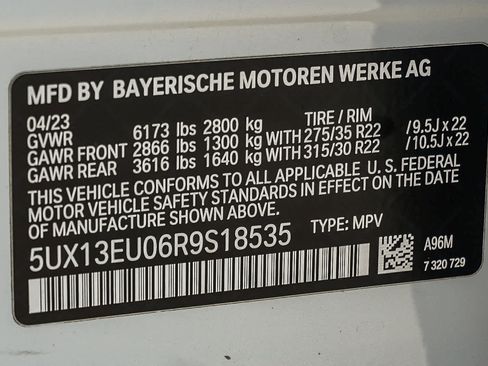 MFD BY BAYERISCHE MOTOREN WERKE AG
04/23 TIRE / RIM
GVWR 6173 lbs 2800 kg
GAWR FRONT 2866 lbs 1300 kg WITH 275/35 R22 /9.5J x 22
GAWR REAR 3616 lbs 1640 kg WITH 315/30 R22 /10.5J x 22
THIS VEHICLE CONFORMS TO ALL APPLICABLE U. S. FEDERAL
MOTOR VEHICLE SAFETY STANDARDS IN EFFECT ON THE DATE
OF MANUFACTURE SHOWN ABOVE.
5UX13EU06R9S18535 TYPE: MPV
A96M
7 320 729